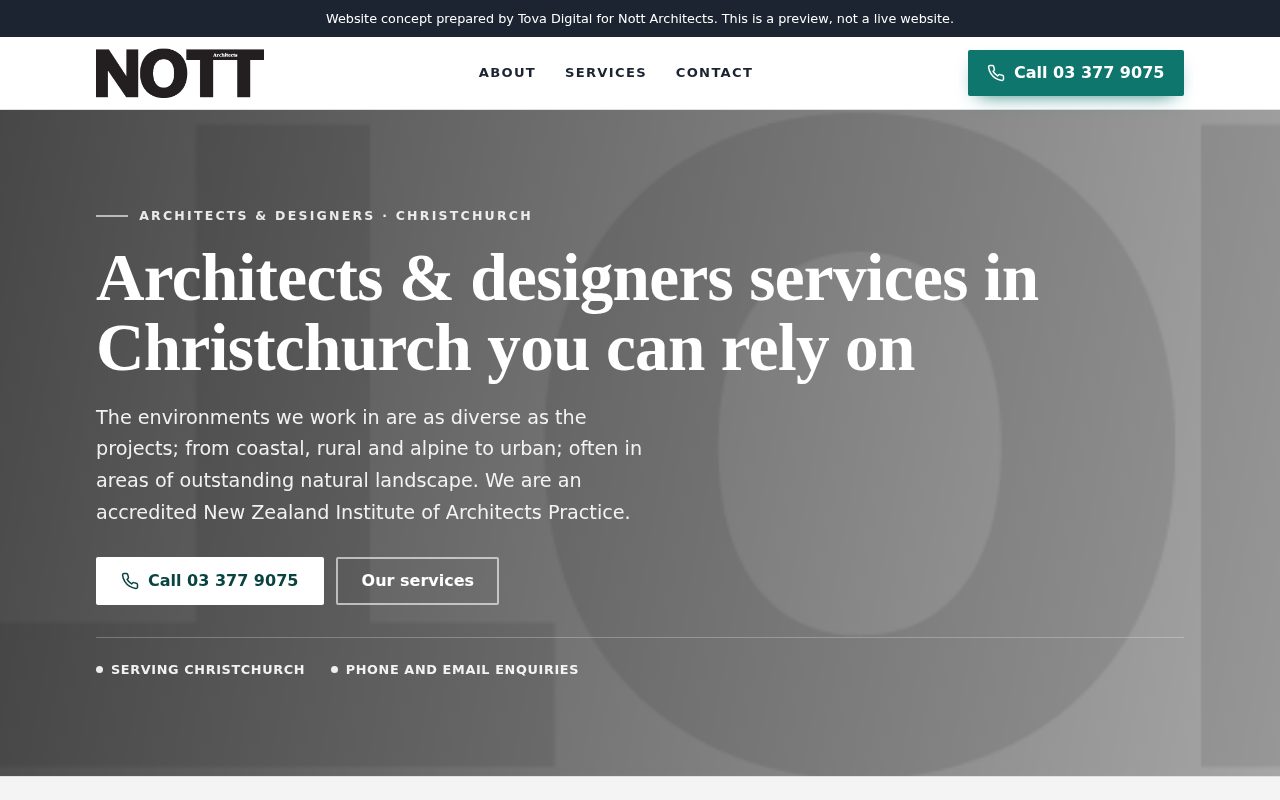 Website concept prepared by Tova Digital for Nott Architects. This is a preview, not a live website.
NOTT
Architects
ABOUT
SERVICES
CONTACT
Call 03 377 9075
ARCHITECTS & DESIGNERS · CHRISTCHURCH
Architects & designers services in
Christchurch you can rely on
The environments we work in are as diverse as the
projects; from coastal, rural and alpine to urban; often in
areas of outstanding natural landscape. We are an
accredited New Zealand Institute of Architects Practice.
Call 03 377 9075
Our services
SERVING CHRISTCHURCH
PHONE AND EMAIL ENQUIRIES